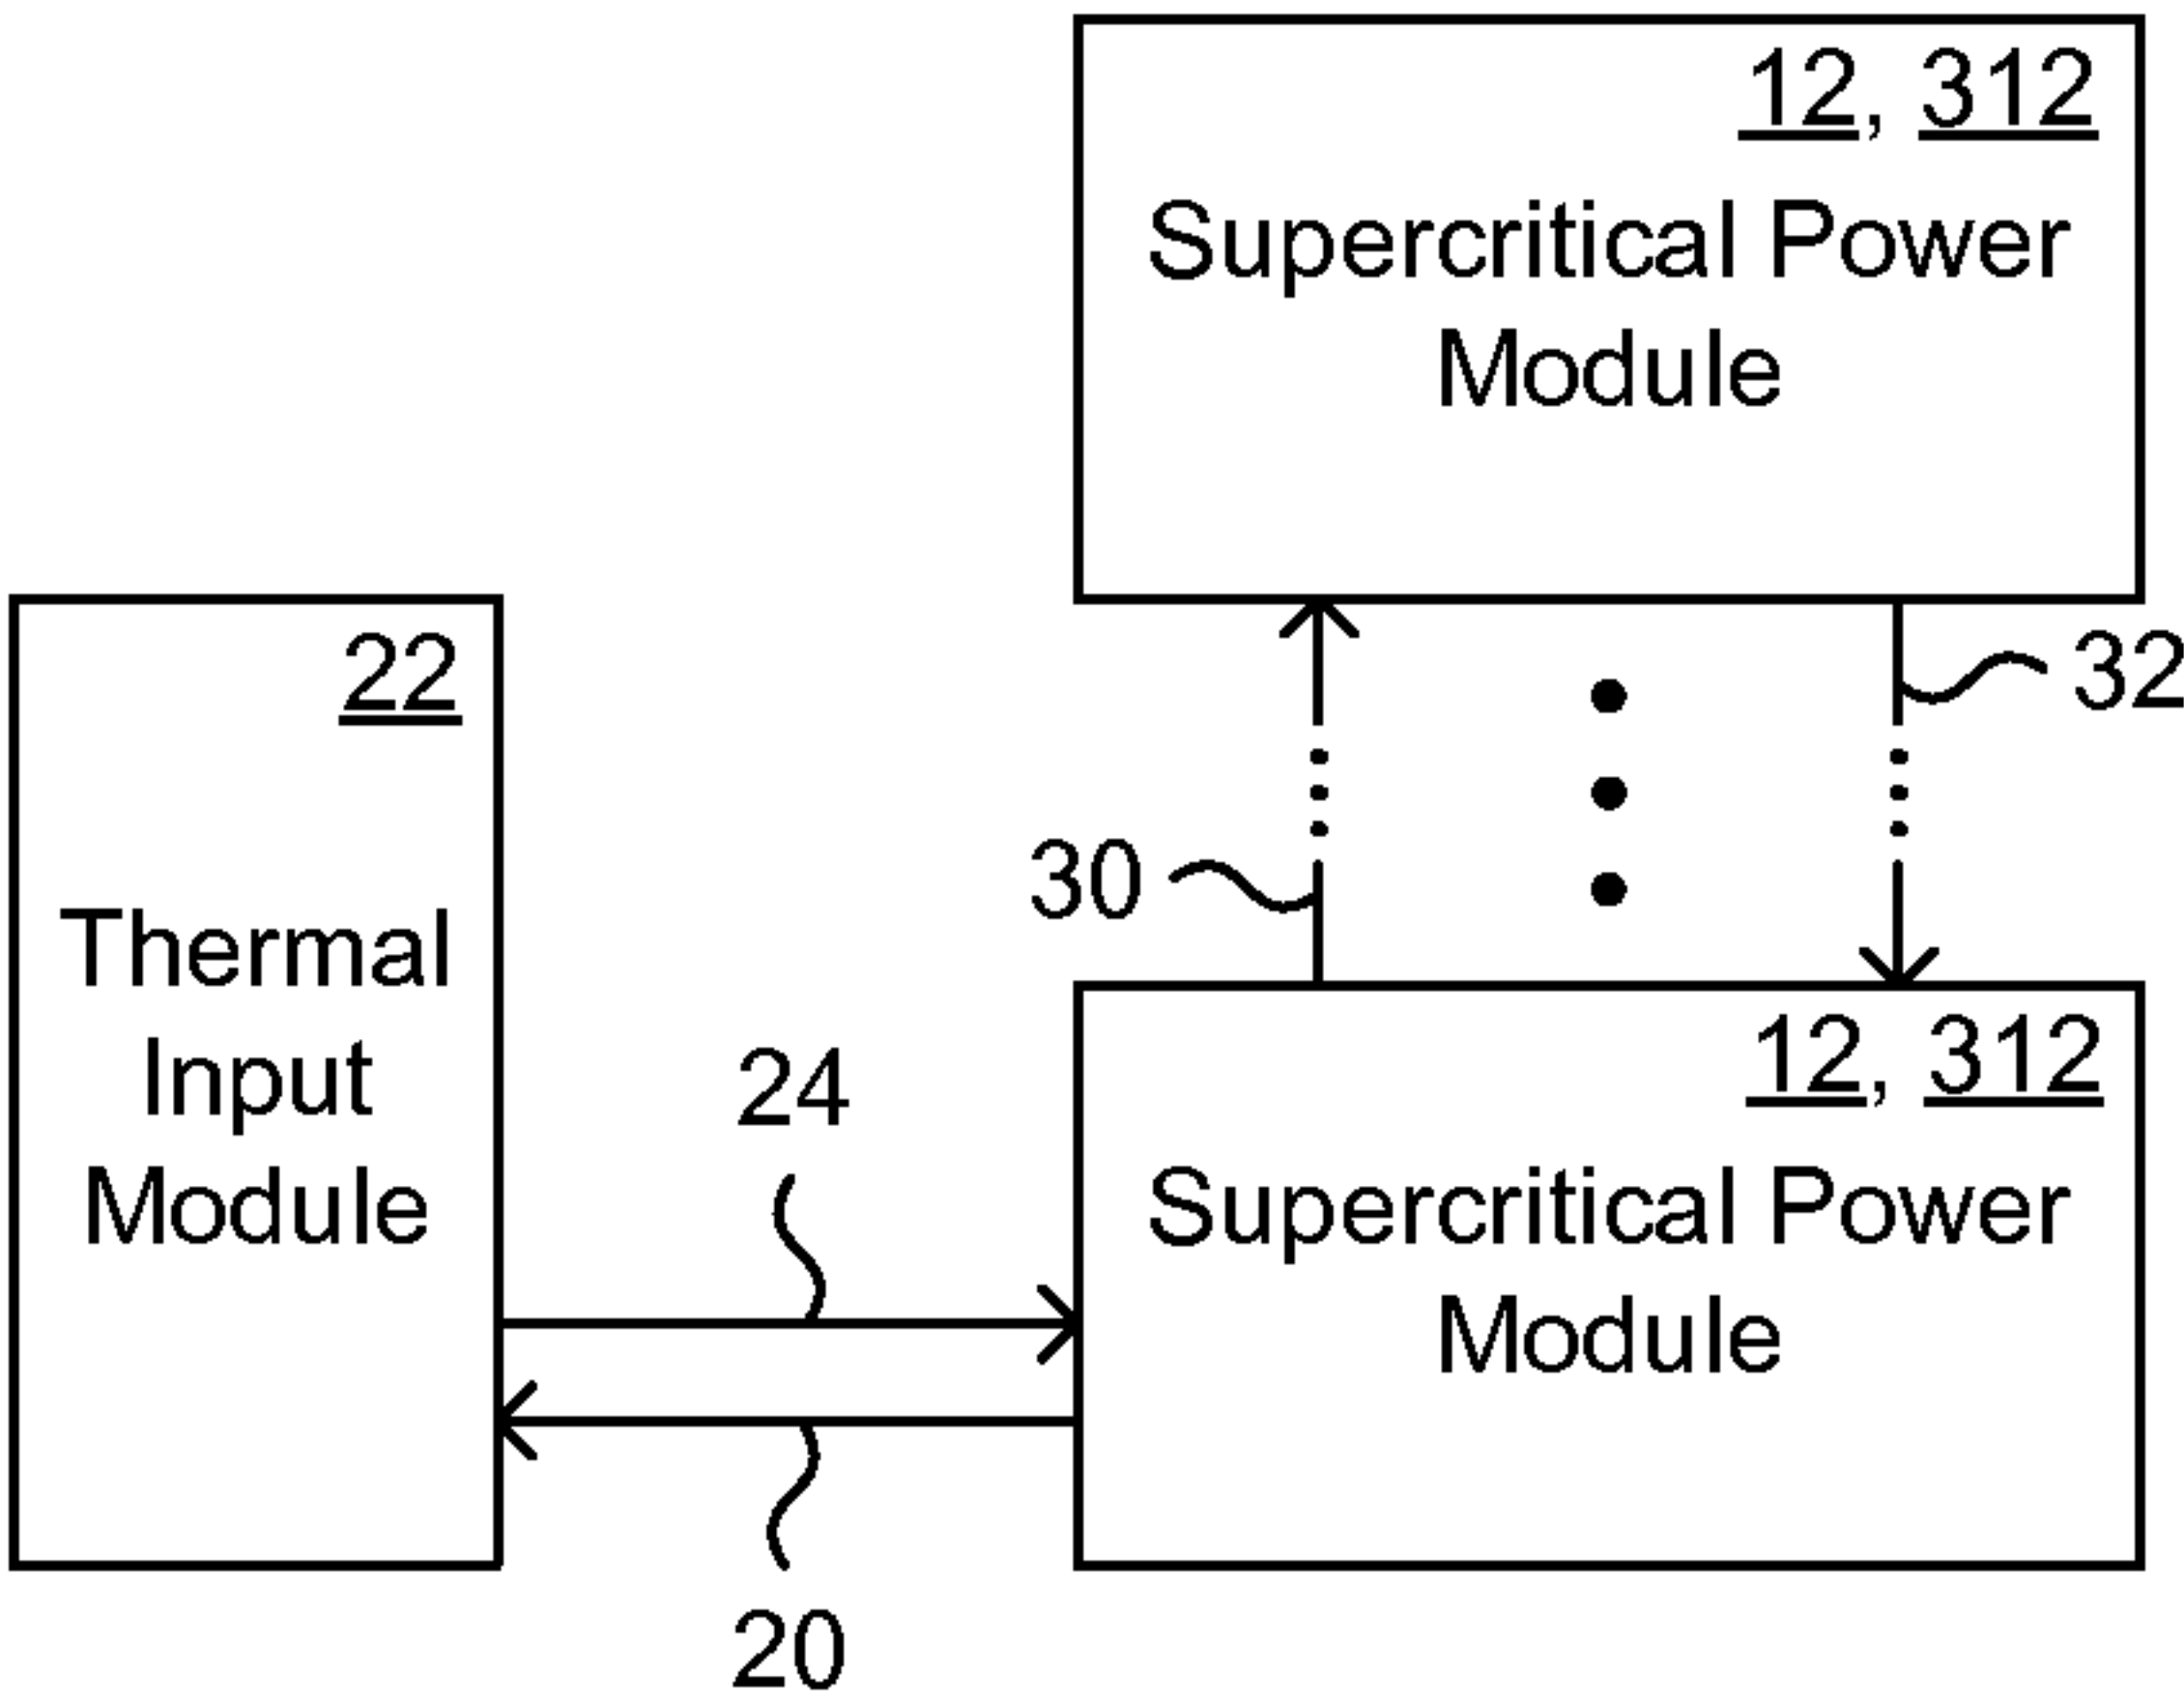 12, 312
Supercritical Power
Module
32
22
30
Thermal
Input
Module
24
12, 312
Supercritical Power
Module
20